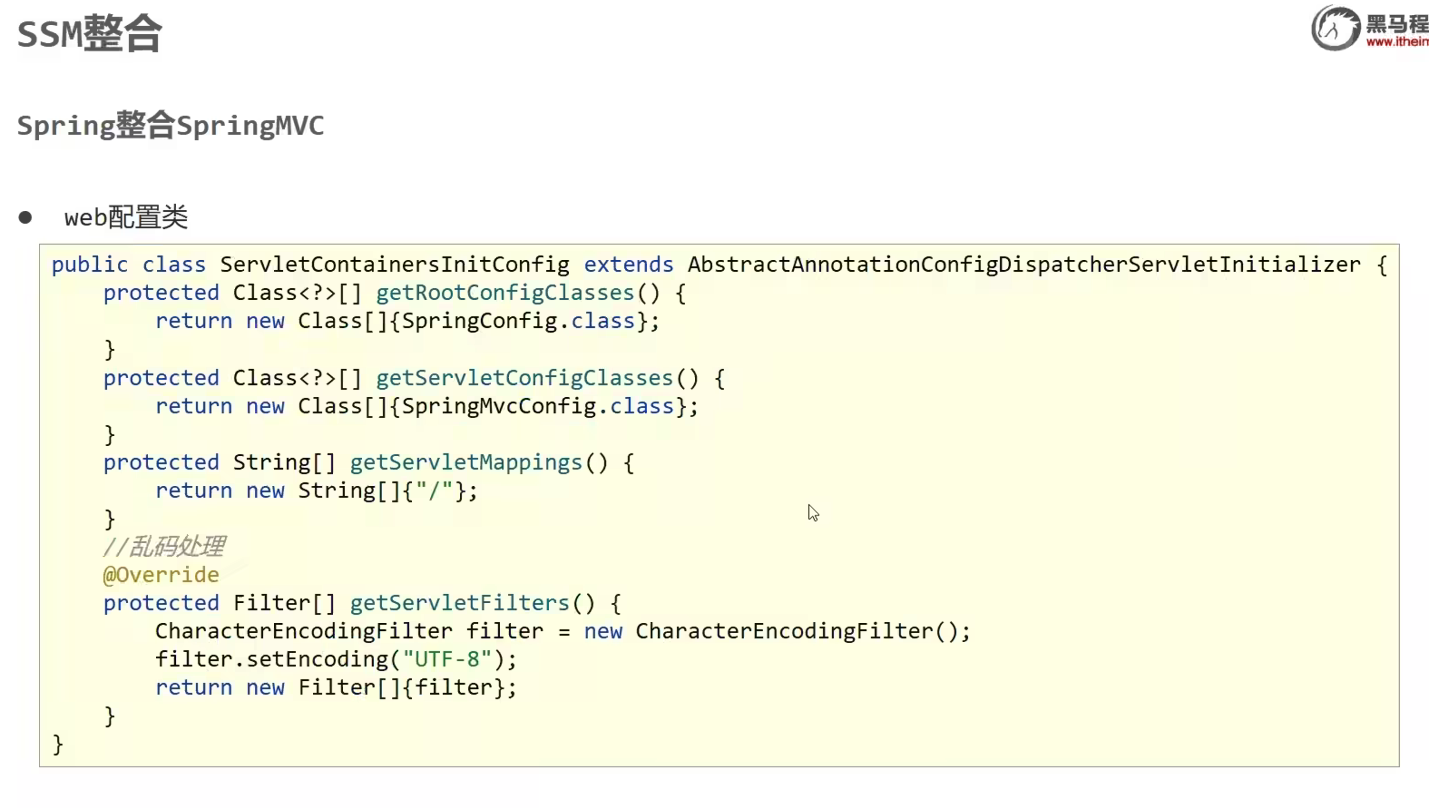 SSM整合
黑马程
www.itheim
Spring整合SpringMVC
● web配置类
public class ServletContainersInitConfig extends AbstractAnnotationConfigDispatcherServletInitializer {
    protected Class<?>[] getRootConfigClasses() {
        return new Class[]{SpringConfig.class};
    }
    protected Class<?>[] getServletConfigClasses() {
        return new Class[]{SpringMvcConfig.class};
    }
    protected String[] getServletMappings() {
        return new String[]{"/"};
    }
    //乱码处理
    @Override
    protected Filter[] getServletFilters() {
        CharacterEncodingFilter filter = new CharacterEncodingFilter();
        filter.setEncoding("UTF-8");
        return new Filter[]{filter};
    }
}